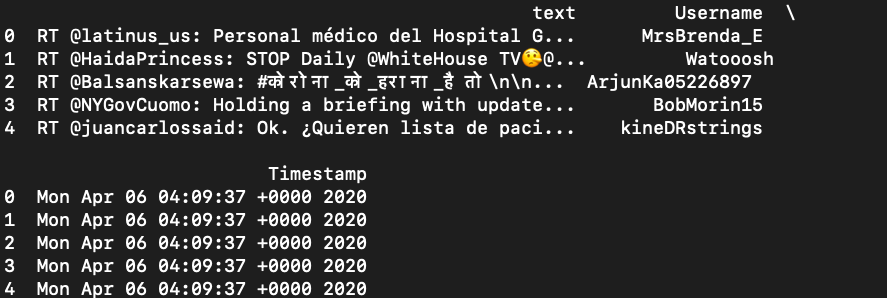 text Username \
0 RT @latinus_us: Personal médico del Hospital G... MrsBrenda_E
1 RT @HaidaPrincess: STOP Daily @WhiteHouse TV🤔@... Watooosh
2 RT @Balsanskarsewa: #कोरोना_को_हराना_है तो \n\n... ArjunKa05226897
3 RT @NYGovCuomo: Holding a briefing with update... BobMorin15
4 RT @juancarlossaid: Ok. ¿Quieren lista de paci... kineDRstrings
Timestamp
0 Mon Apr 06 04:09:37 +0000 2020
1 Mon Apr 06 04:09:37 +0000 2020
2 Mon Apr 06 04:09:37 +0000 2020
3 Mon Apr 06 04:09:37 +0000 2020
4 Mon Apr 06 04:09:37 +0000 2020